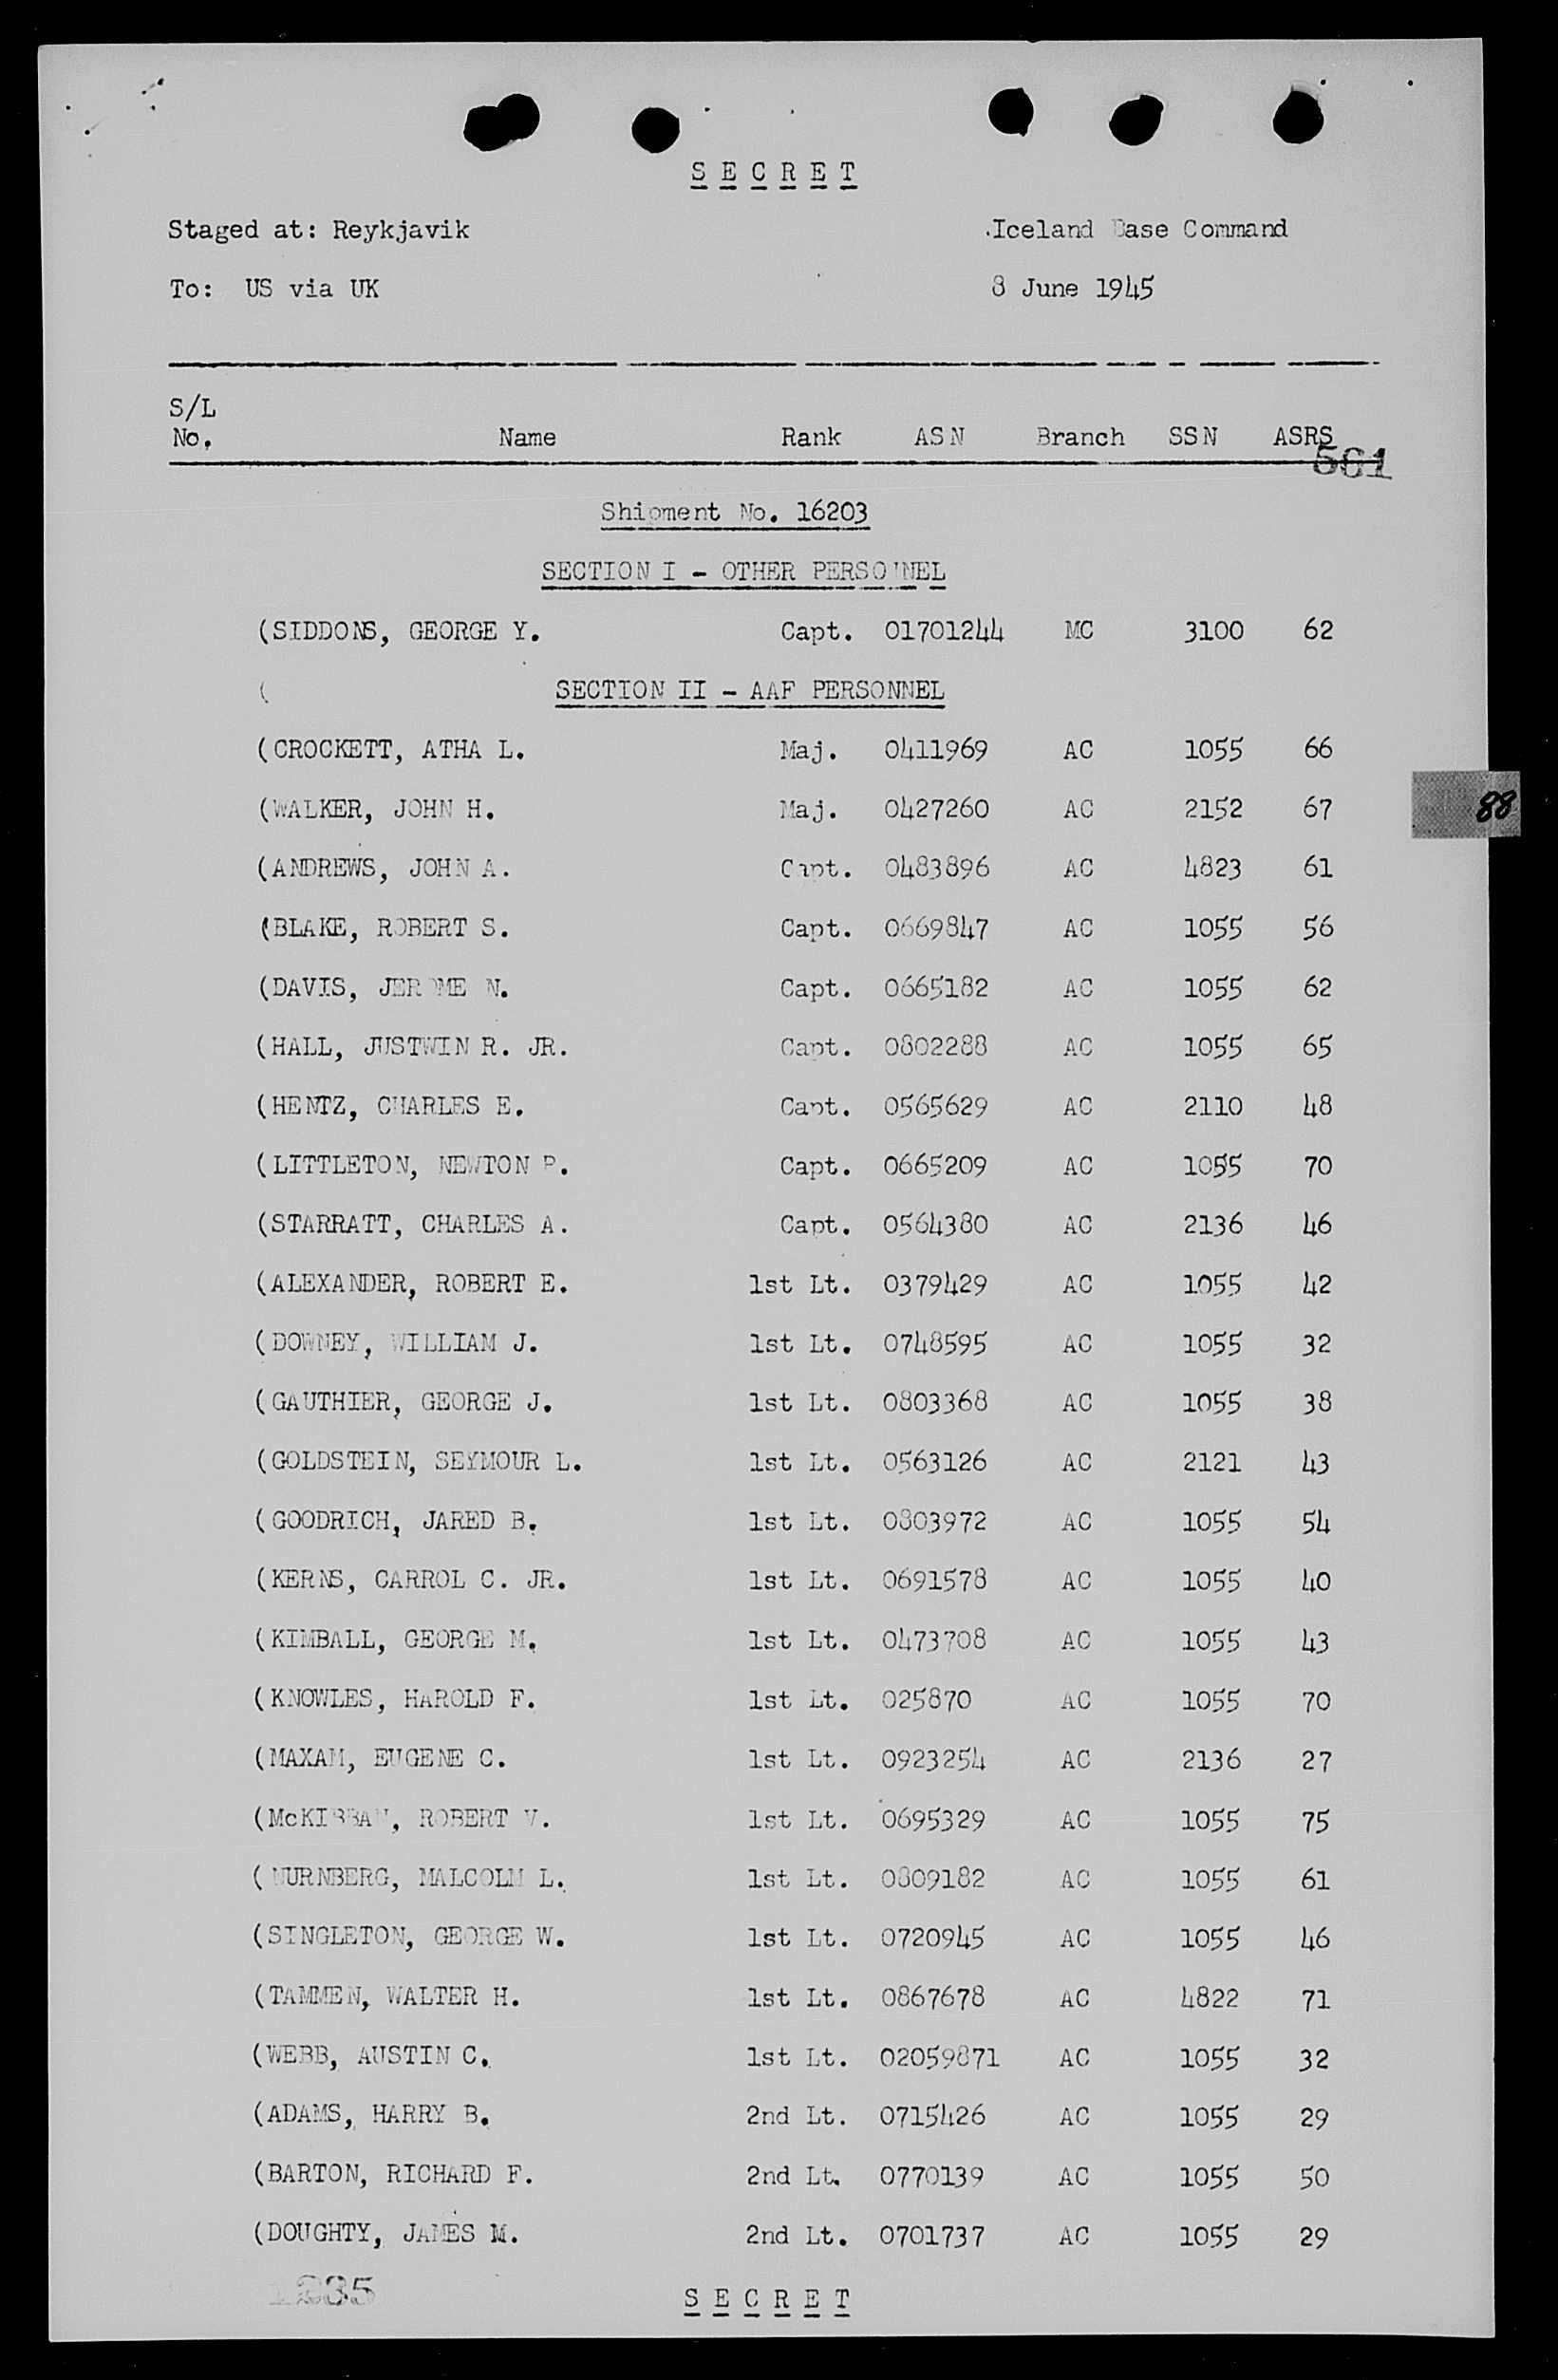 SECRET
Staged at: Reykjavik Iceland Base Command
To: US via UK 8 June 1945
S/L
No. Name Rank ASN Branch SSN ASRS
561
Shipment No. 16203
SECTION I - OTHER PERSONNEL
(SIDDONS, GEORGE Y. Capt. 01701244 MC 3100 62
( SECTION II - AAF PERSONNEL
(CROCKETT, ATHA L. Maj. 0411969 AC 1055 66
88
(WALKER, JOHN H. Maj. 0427260 AC 2152 67
(ANDREWS, JOHN A. Capt. 0483896 AC 4823 61
(BLAKE, ROBERT S. Capt. 0669847 AC 1055 56
(DAVIS, JEROME N. Capt. 0665182 AC 1055 62
(HALL, JUSTWIN R. JR. Capt. 0802288 AC 1055 65
(HENTZ, CHARLES E. Capt. 0565629 AC 2110 48
(LITTLETON, NEWTON P. Capt. 0665209 AC 1055 70
(STARRATT, CHARLES A. Capt. 0564380 AC 2136 46
(ALEXANDER, ROBERT E. 1st Lt. 0379429 AC 1055 42
(DOWNEY, WILLIAM J. 1st Lt. 0748595 AC 1055 32
(GAUTHIER, GEORGE J. 1st Lt. 0803368 AC 1055 38
(GOLDSTEIN, SEYMOUR L. 1st Lt. 0563126 AC 2121 43
(GOODRICH, JARED B. 1st Lt. 0803972 AC 1055 54
(KERNS, CARROL C. JR. 1st Lt. 0691578 AC 1055 40
(KIMBALL, GEORGE M. 1st Lt. 0473708 AC 1055 43
(KNOWLES, HAROLD F. 1st Lt. 025870 AC 1055 70
(MAXAM, EUGENE C. 1st Lt. 0923254 AC 2136 27
(McKIBBAN, ROBERT V. 1st Lt. 0695329 AC 1055 75
(NURNBERG, MALCOLM L. 1st Lt. 0809182 AC 1055 61
(SINGLETON, GEORGE W. 1st Lt. 0720945 AC 1055 46
(TAMMEN, WALTER H. 1st Lt. 0867678 AC 4822 71
(WEBB, AUSTIN C. 1st Lt. 02059871 AC 1055 32
(ADAMS, HARRY B. 2nd Lt. 0715426 AC 1055 29
(BARTON, RICHARD F. 2nd Lt. 0770139 AC 1055 50
(DOUGHTY, JAMES M. 2nd Lt. 0701737 AC 1055 29
SECRET